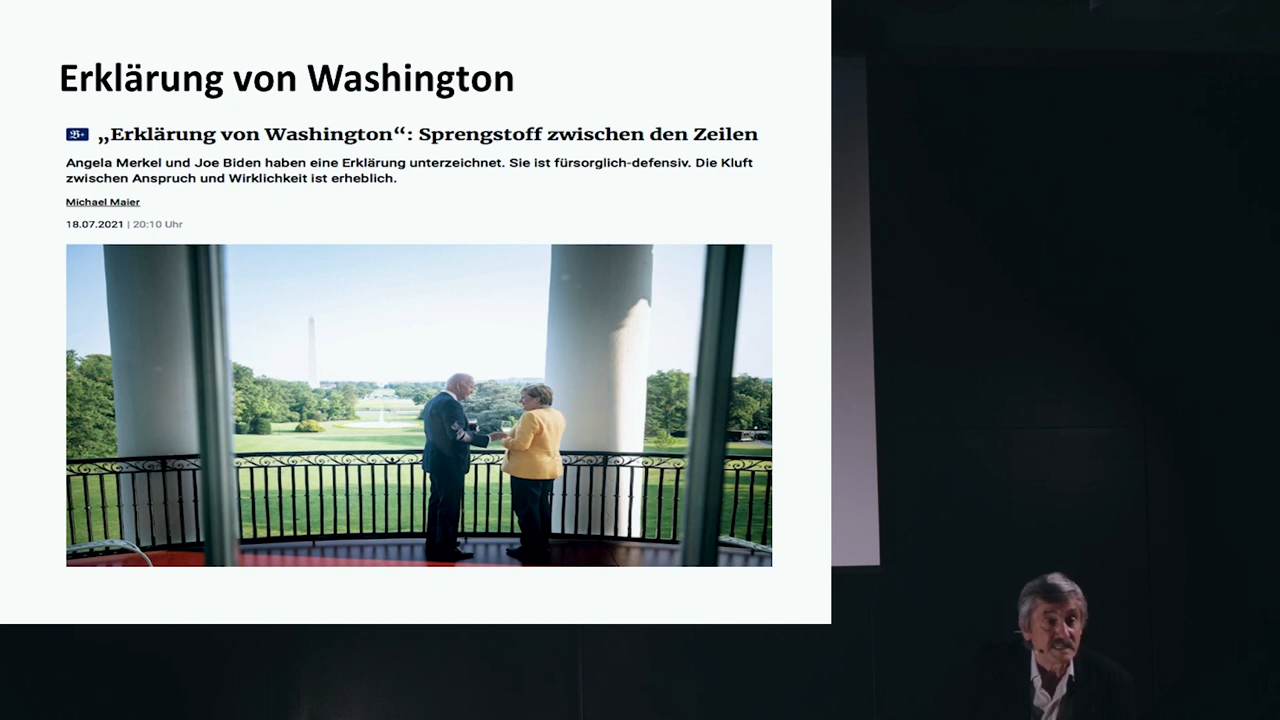 Erklärung von Washington
B+ „Erklärung von Washington“: Sprengstoff zwischen den Zeilen
Angela Merkel und Joe Biden haben eine Erklärung unterzeichnet. Sie ist fürsorglich-defensiv. Die Kluft
zwischen Anspruch und Wirklichkeit ist erheblich.
Michael Maier
18.07.2021 | 20:10 Uhr